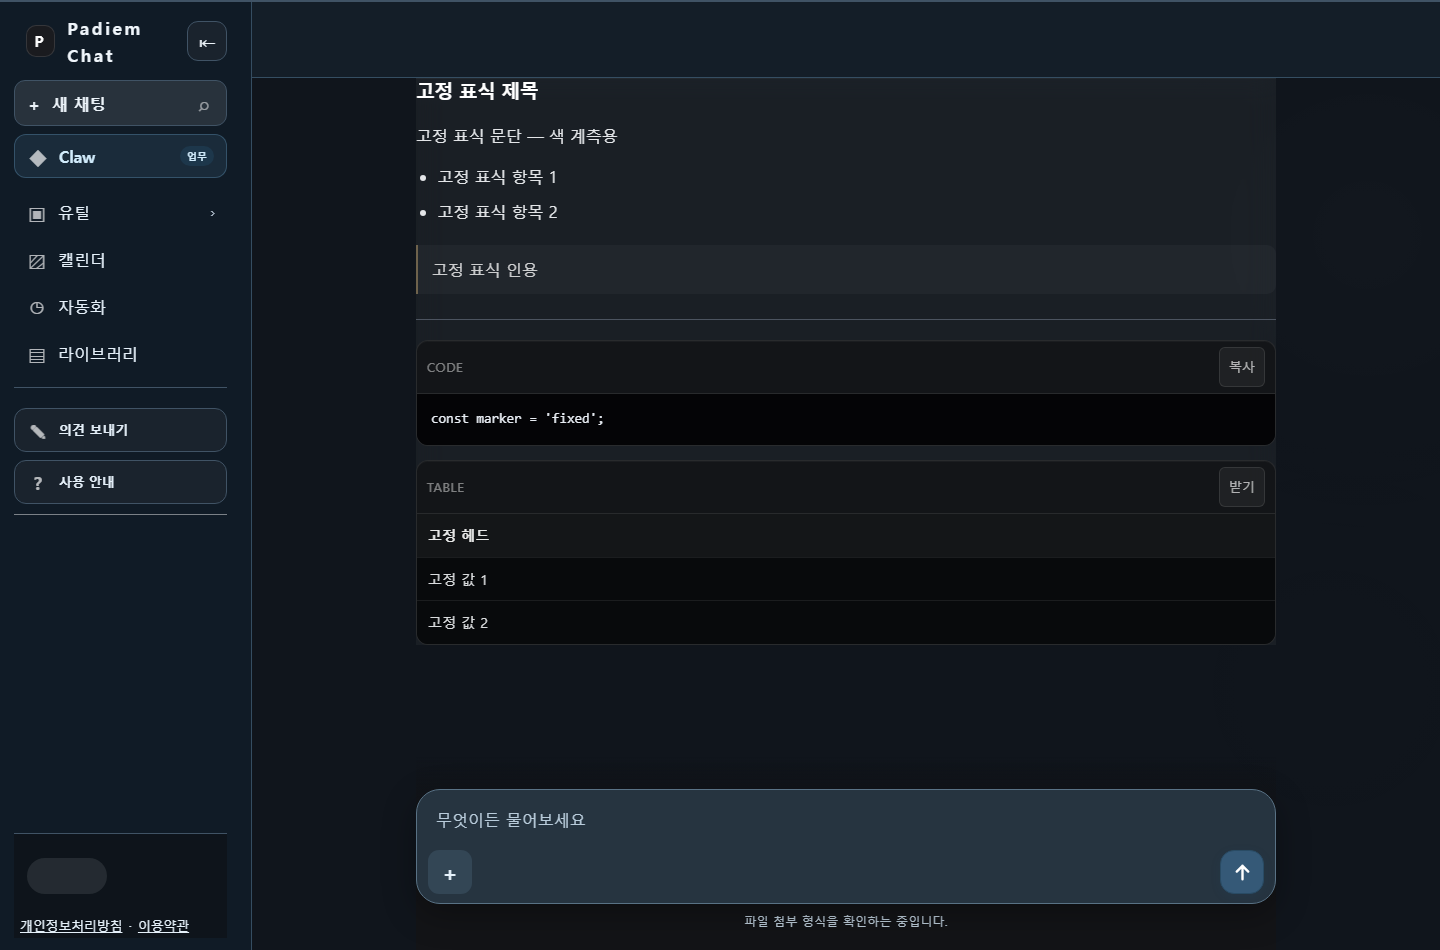 P
Padiem
Chat
+ 새 채팅
Claw 업무
유틸 ›
캘린더
자동화
라이브러리
의견 보내기
? 사용 안내
개인정보처리방침 · 이용약관
고정 표식 제목
고정 표식 문단 — 색 계측용
• 고정 표식 항목 1
• 고정 표식 항목 2
고정 표식 인용
CODE 복사
const marker = 'fixed';
TABLE 받기
고정 헤드
고정 값 1
고정 값 2
무엇이든 물어보세요
+
파일 첨부 형식을 확인하는 중입니다.